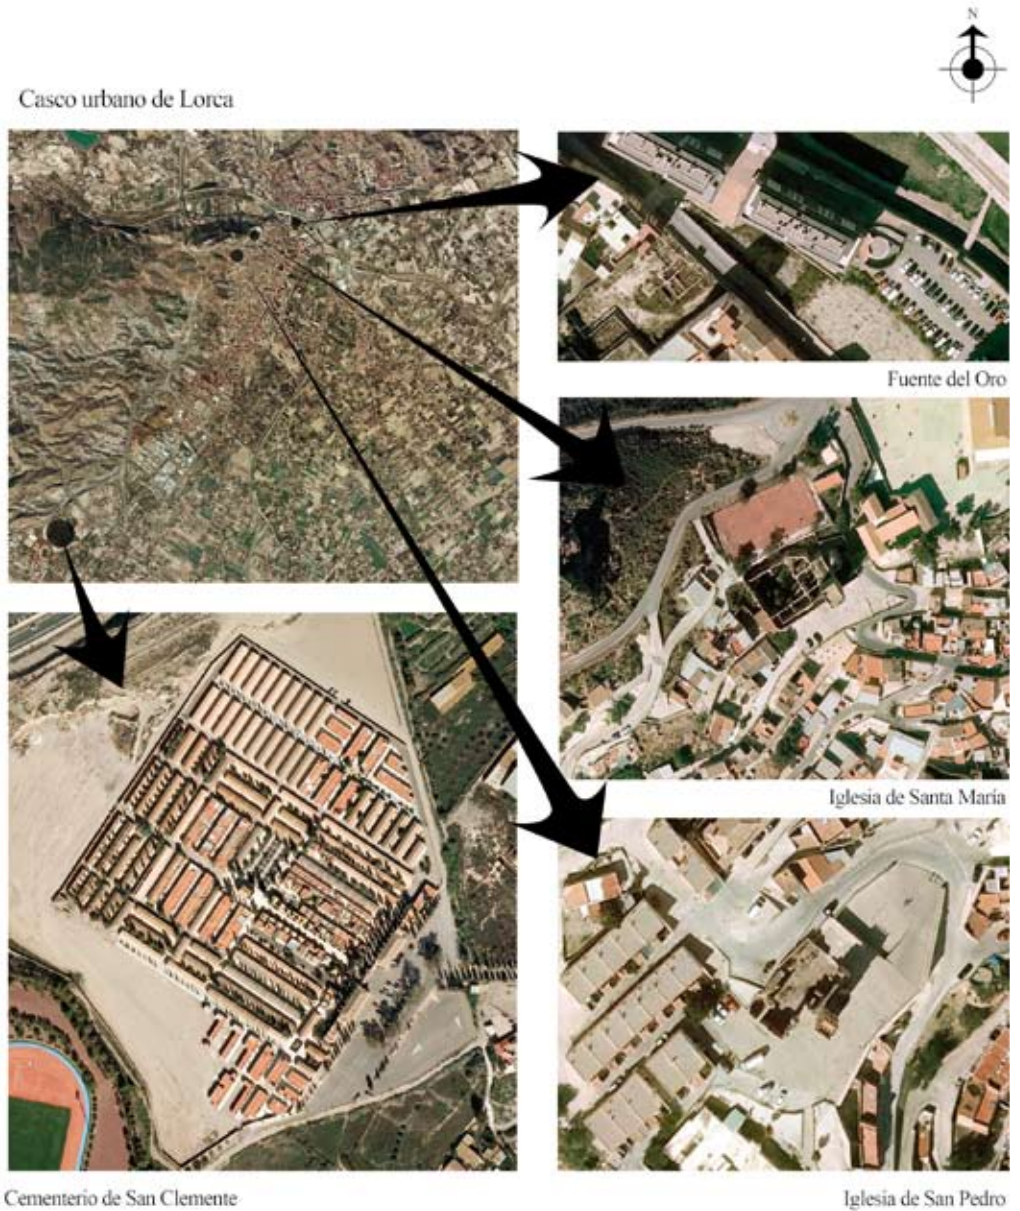 N
Casco urbano de Lorca
Fuente del Oro
Iglesia de Santa María
Cementerio de San Clemente
Iglesia de San Pedro